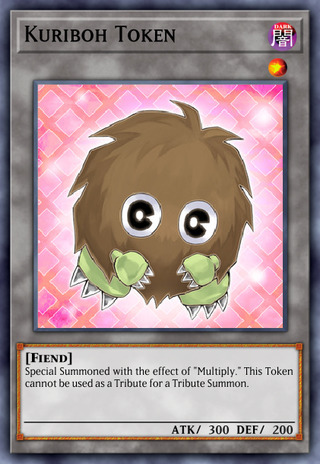 Kuriboh Token
DARK
闇
[Fiend]
Special Summoned with the effect of "Multiply." This Token
cannot be used as a Tribute for a Tribute Summon.
ATK/ 300 DEF/ 200